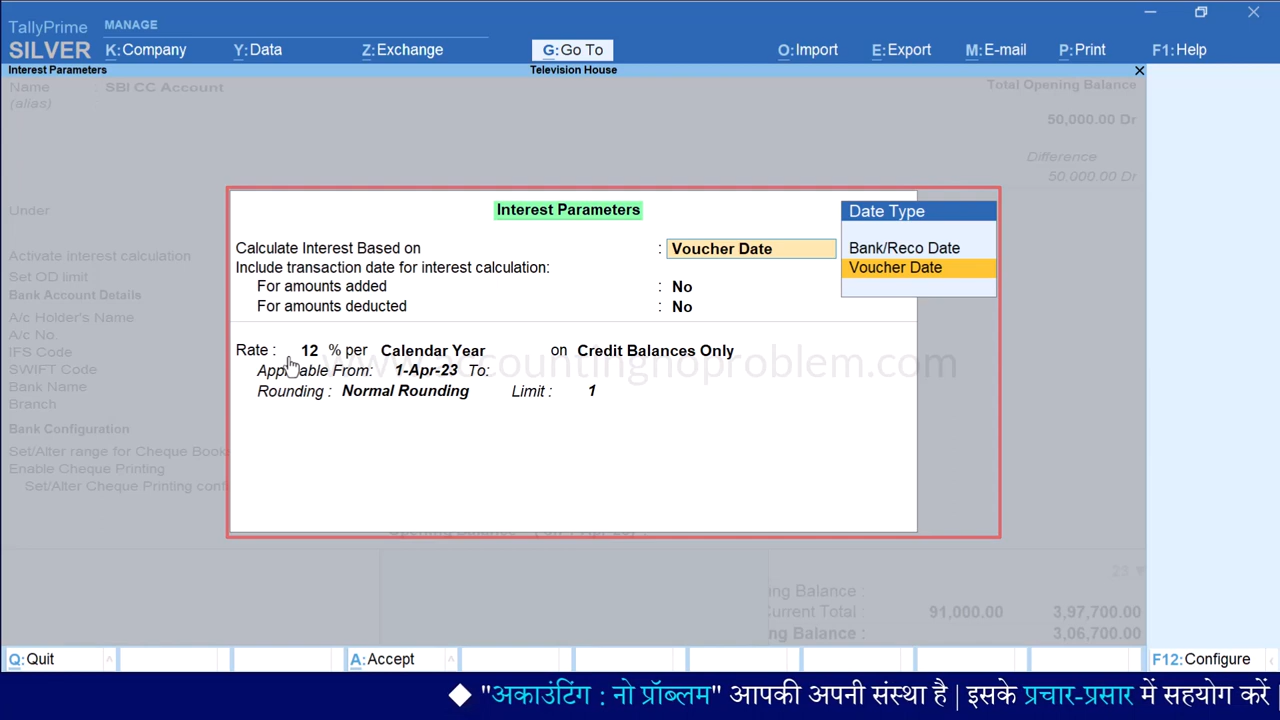 TallyPrime
MANAGE
SILVER
K:Company
Y:Data
Z:Exchange
G:Go To
O:Import
E:Export
M:E-mail
P:Print
F1:Help
Interest Parameters
Television House
Name : SBI CC Account
(alias)
Total Opening Balance
50,000.00 Dr
Difference
50,000.00 Dr
Under
Activate interest calculation
Set OD limit
Bank Account Details
A/c Holder's Name
A/c No.
IFS Code
SWIFT Code
Bank Name
Branch
Bank Configuration
Set/Alter range for Cheque Book
Enable Cheque Printing
Set/Alter Cheque Printing conf
Interest Parameters
Calculate Interest Based on : Voucher Date
Include transaction date for interest calculation:
For amounts added : No
For amounts deducted : No
Rate : 12 % per Calendar Year on Credit Balances Only
Applicable From: 1-Apr-23 To:
Rounding : Normal Rounding Limit : 1
Date Type
Bank/Reco Date
Voucher Date
ccountingnoproblem.com
23 ▼
ing Balance :
Current Total : 91,000.00 3,97,700.00
ing Balance : 3,06,700.00
Q:Quit
A:Accept
F12:Configure
◆ "अकाउंटिंग : नो प्रॉब्लम" आपकी अपनी संस्था है | इसके प्रचार-प्रसार में सहयोग करें